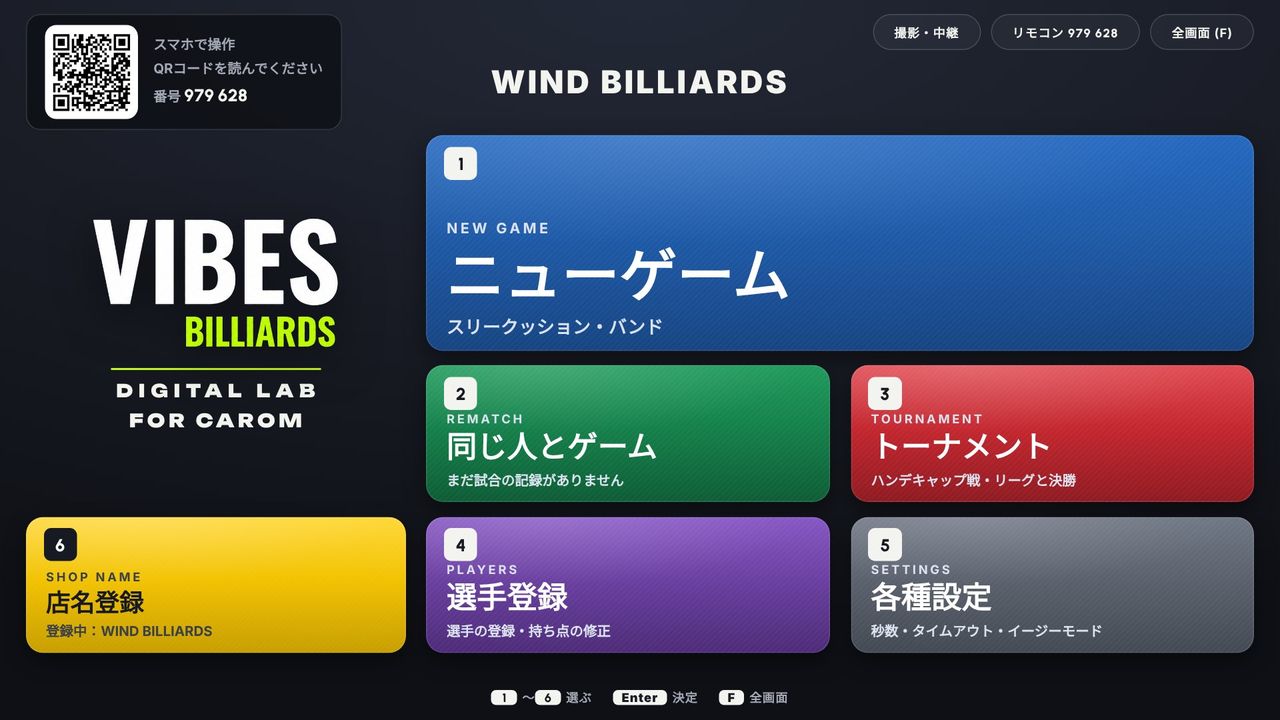 スマホで操作
QRコードを読んでください
番号 979 628
撮影・中継
リモコン 979 628
全画面 (F)
WIND BILLIARDS
VIBES
BILLIARDS
DIGITAL LAB
FOR CAROM
1
NEW GAME
ニューゲーム
スリークッション・バンド
2
REMATCH
同じ人とゲーム
まだ試合の記録がありません
3
TOURNAMENT
トーナメント
ハンデキャップ戦・リーグと決勝
6
SHOP NAME
店名登録
登録中：WIND BILLIARDS
4
PLAYERS
選手登録
選手の登録・持ち点の修正
5
SETTINGS
各種設定
秒数・タイムアウト・イージーモード
1 〜 6 選ぶ Enter 決定 F 全画面